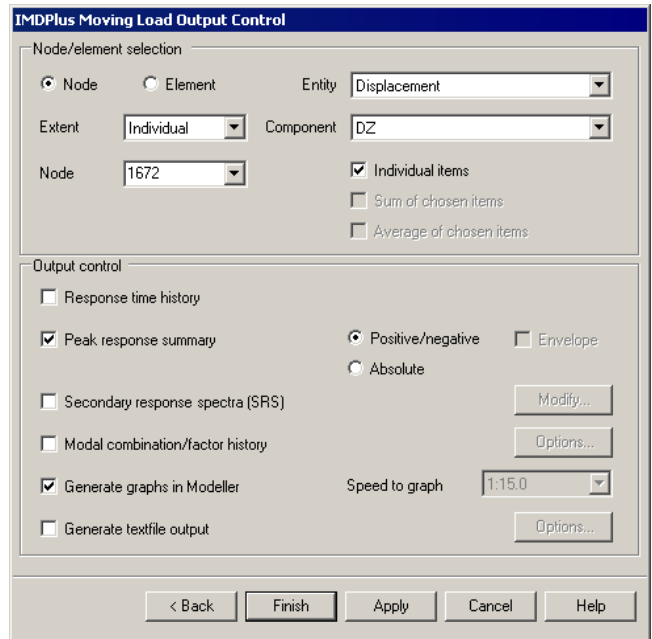 IMDPlus Moving Load Output Control
Node/element selection
Node Element Entity Displacement
Extent Individual Component DZ
Node 1672 Individual items
Sum of chosen items
Average of chosen items
Output control
Response time history
Peak response summary Positive/negative Envelope
Absolute
Secondary response spectra (SRS) Modify...
Modal combination/factor history Options...
Generate graphs in Modeller Speed to graph 1:15.0
Generate textfile output Options...
< Back Finish Apply Cancel Help